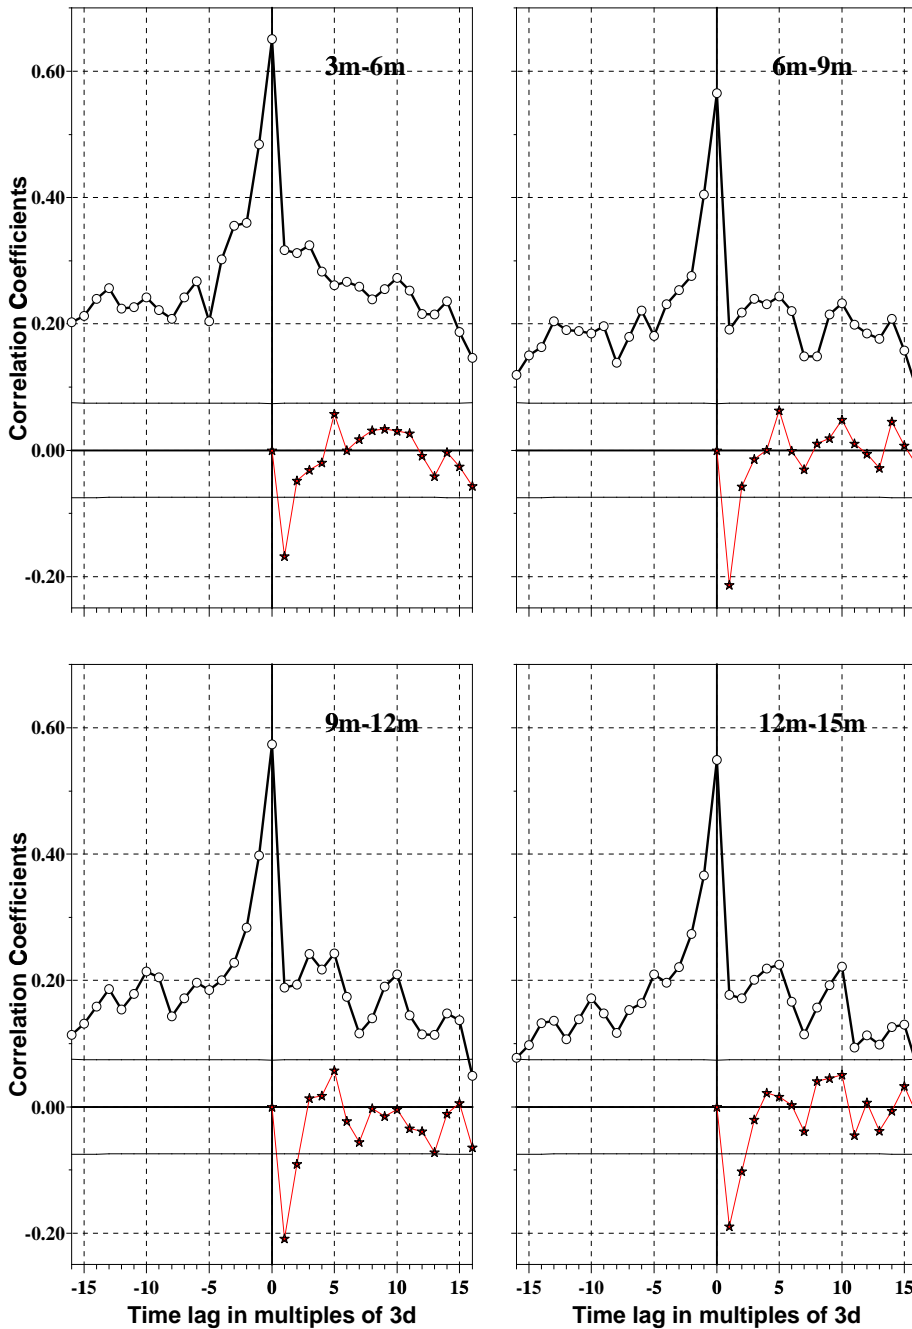 3m-6m
6m-9m
0.60
0.40
0.20
0.00
-0.20
Correlation Coefficients
9m-12m
12m-15m
0.60
0.40
0.20
0.00
-0.20
Correlation Coefficients
-15 -10 -5 0 5 10 15
-15 -10 -5 0 5 10 15
Time lag in multiples of 3d
Time lag in multiples of 3d